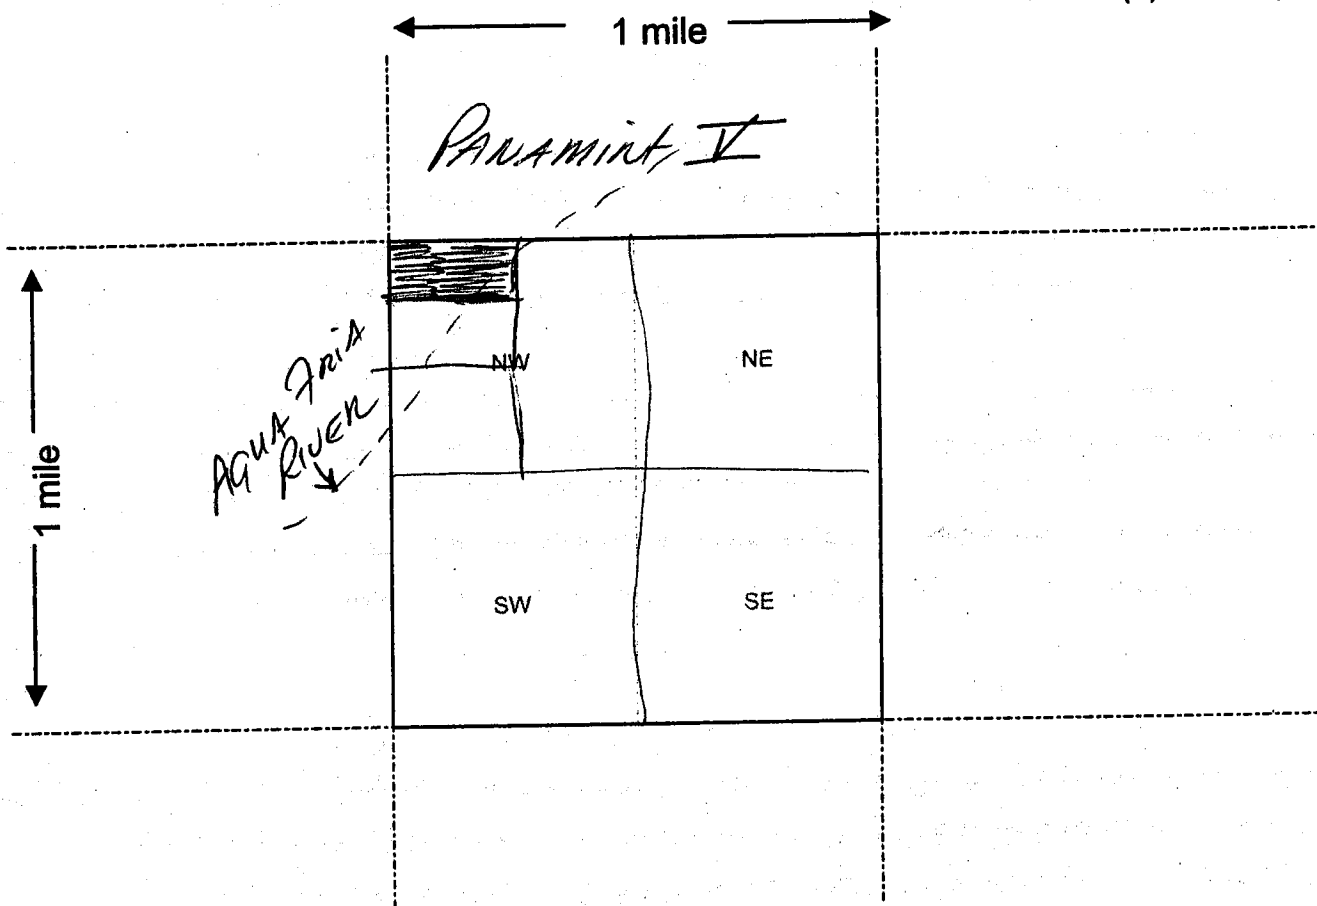 1 mile
PANAMINT, V
AGUA FRIA
RIVER
1 mile
NW
NE
SW
SE